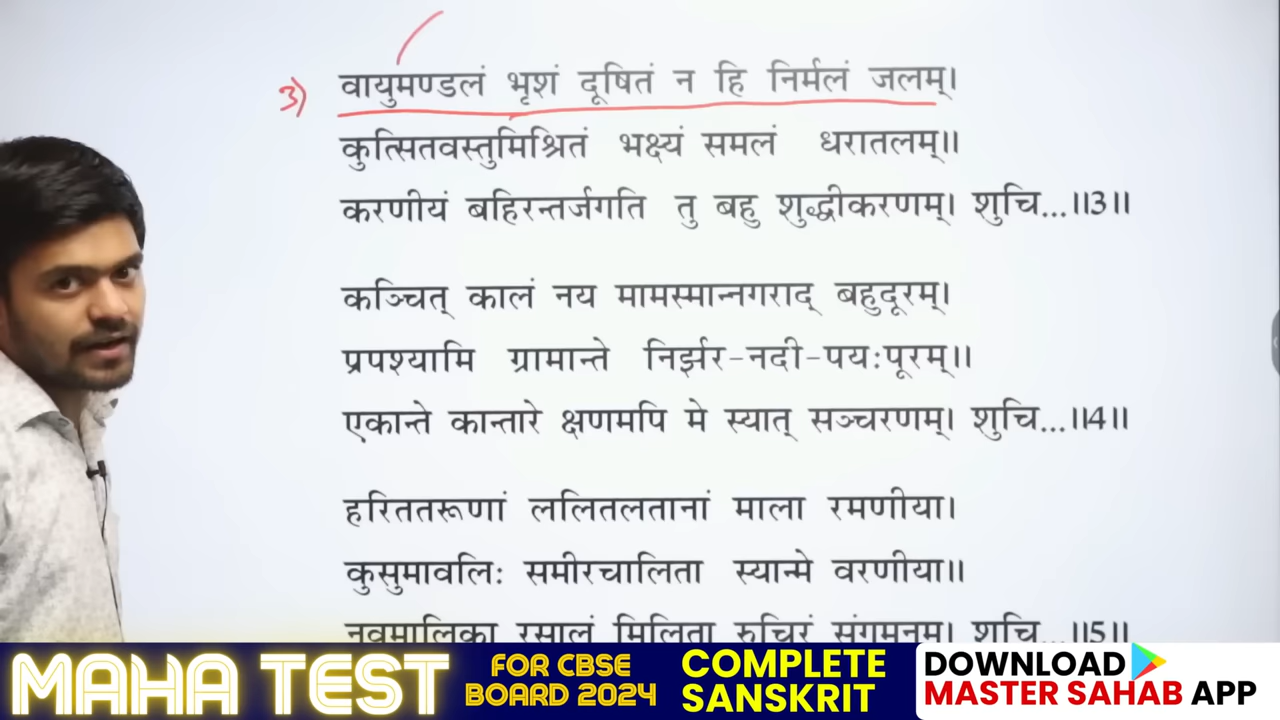 3) वायुमण्डलं भृशं दूषितं न हि निर्मलं जलम्।
कुत्सितवस्तुमिश्रितं भक्ष्यं समलं धरातलम्॥
करणीयं बहिरन्तर्जगति तु बहु शुद्धीकरणम्। शुचि...॥3॥
कञ्चित् कालं नय मामस्मान्नगराद् बहुदूरम्।
प्रपश्यामि ग्रामान्ते निर्झर-नदी-पयःपूरम्॥
एकान्ते कान्तारे क्षणमपि मे स्यात् सञ्चरणम्। शुचि...॥4॥
हरिततरूणां ललितलतानां माला रमणीया।
कुसुमावलिः समीरचालिता स्यान्मे वरणीया॥
नवमालिका रसालं मिलिता रुचिरं संगमनम्। शुचि...॥5॥
MAHA TEST FOR CBSE BOARD 2024
COMPLETE SANSKRIT
DOWNLOAD MASTER SAHAB APP